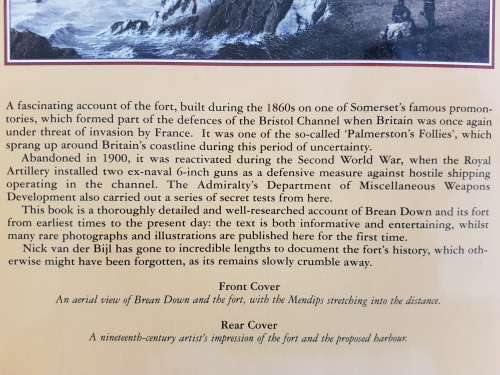 A fascinating account of the fort, built during the 1860s on one of Somerset's famous promon-
tories, which formed part of the defences of the Bristol Channel when Britain was once again
under threat of invasion by France. It was one of the so-called 'Palmerston's Follies', which
sprang up around Britain's coastline during this period of uncertainty.
Abandoned in 1900, it was reactivated during the Second World War, when the Royal
Artillery installed two ex-naval 6-inch guns as a defensive measure against hostile shipping
operating in the channel. The Admiralty's Department of Miscellaneous Weapons
Development also carried out a series of secret tests from here.
This book is a thoroughly detailed and well-researched account of Brean Down and its fort
from earliest times to the present day: the text is both informative and entertaining, whilst
many rare photographs and illustrations are published here for the first time.
Nick van der Bijl has gone to incredible lengths to document the fort's history, which oth-
erwise might have been forgotten, as its remains slowly crumble away.
Front Cover
An aerial view of Brean Down and the fort, with the Mendips stretching into the distance.
Rear Cover
A nineteenth-century artist's impression of the fort and the proposed harbour.